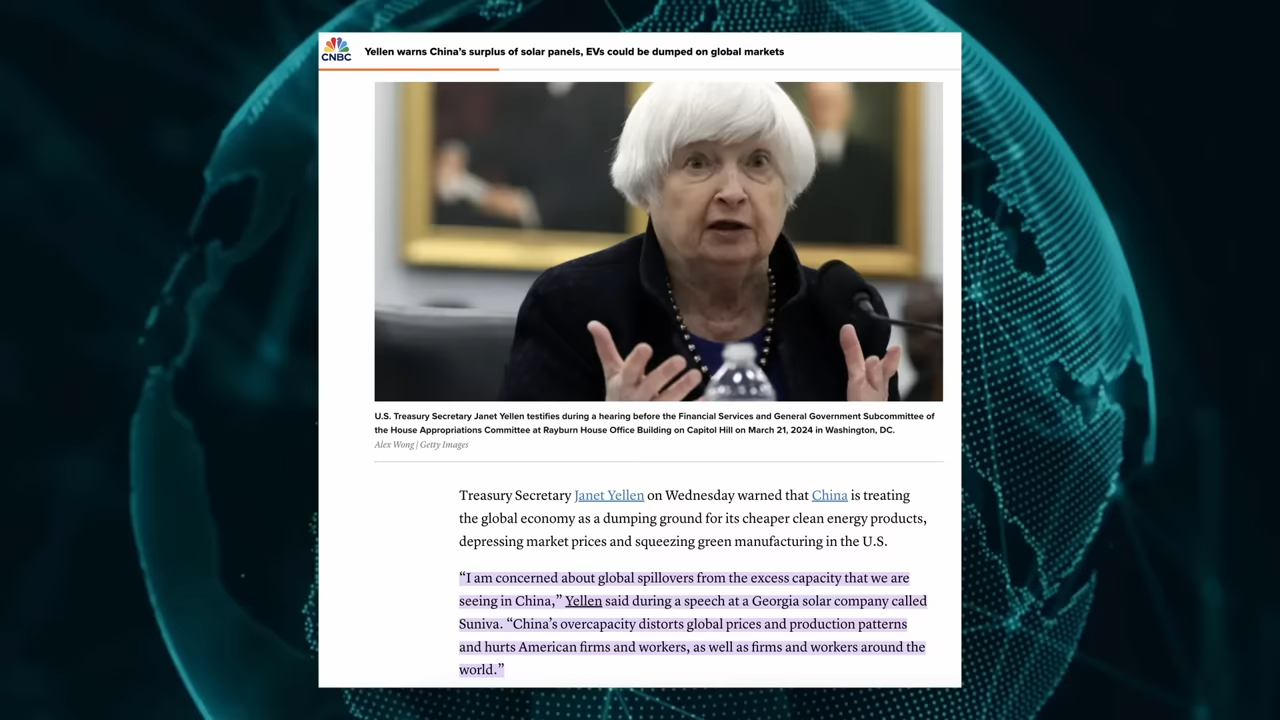 CNBC
Yellen warns China’s surplus of solar panels, EVs could be dumped on global markets
U.S. Treasury Secretary Janet Yellen testifies during a hearing before the Financial Services and General Government Subcommittee of
the House Appropriations Committee at Rayburn House Office Building on Capitol Hill on March 21, 2024 in Washington, DC.
Alex Wong | Getty Images
Treasury Secretary Janet Yellen on Wednesday warned that China is treating
the global economy as a dumping ground for its cheaper clean energy products,
depressing market prices and squeezing green manufacturing in the U.S.
“I am concerned about global spillovers from the excess capacity that we are
seeing in China,” Yellen said during a speech at a Georgia solar company called
Suniva. “China’s overcapacity distorts global prices and production patterns
and hurts American firms and workers, as well as firms and workers around the
world.”